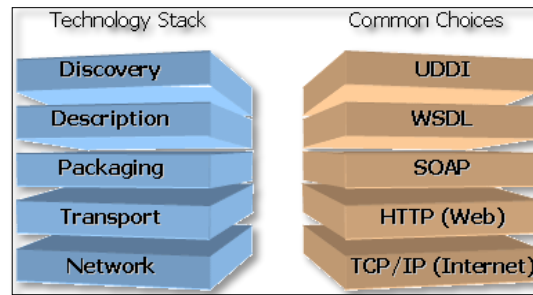 Technology Stack
Common Choices
Discovery
UDDI
Description
WSDL
Packaging
SOAP
Transport
HTTP (Web)
Network
TCP/IP (Internet)